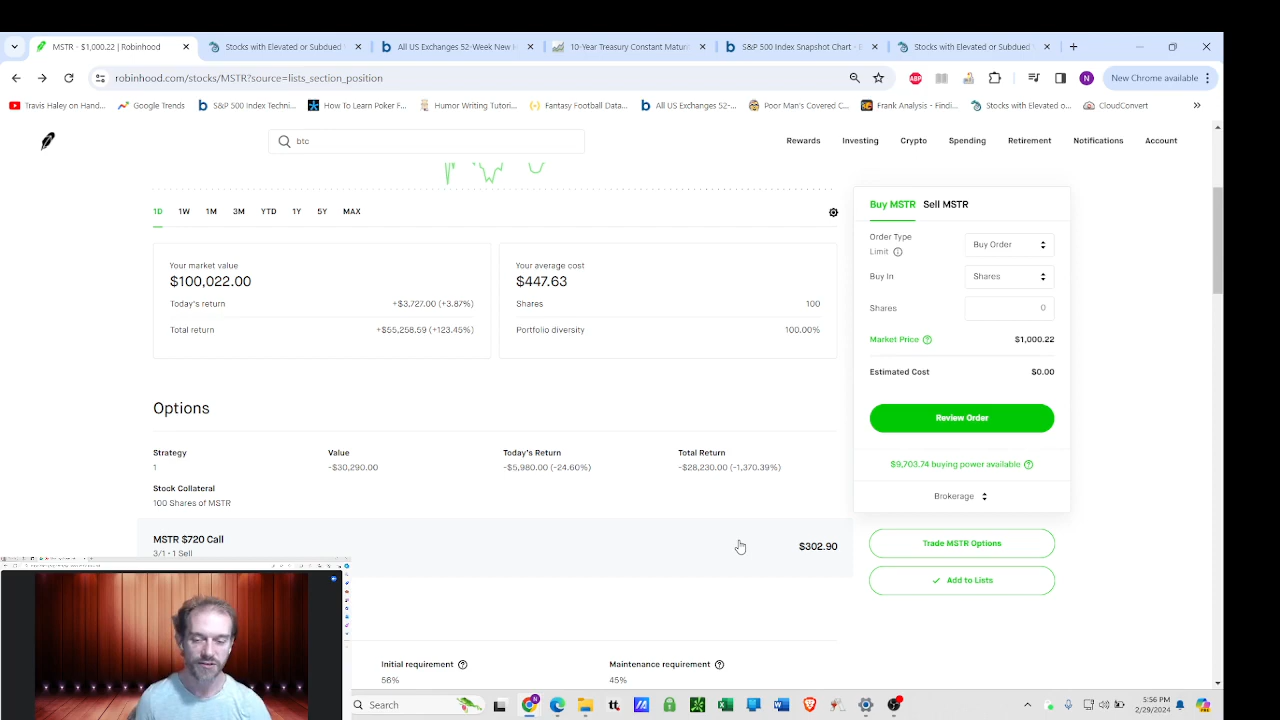 MSTR - $1,000.22 | Robinhood
Stocks with Elevated or Subdued
All US Exchanges 52-Week New H
10-Year Treasury Constant Matur
S&P 500 Index Snapshot Chart -
Stocks with Elevated or Subdued
robinhood.com/stocks/MSTR?source=lists_section_position
ABP
N
New Chrome available
Travis Haley on Hand...
Google Trends
S&P 500 Index Techni...
How To Learn Poker F...
Humor Writing Tutori...
Fantasy Football Data...
All US Exchanges 52-...
Poor Man's Covered C...
Frank Analysis - Findi...
Stocks with Elevated o...
CloudConvert
btc
Rewards
Investing
Crypto
Spending
Retirement
Notifications
Account
1D
1W
1M
3M
YTD
1Y
5Y
MAX
Your market value
$100,022.00
Today's return
+$3,727.00 (+3.87%)
Total return
+$55,258.59 (+123.45%)
Your average cost
$447.63
Shares
100
Portfolio diversity
100.00%
Buy MSTR
Sell MSTR
Order Type
Limit
Buy Order
Buy In
Shares
Shares
0
Market Price
$1,000.22
Estimated Cost
$0.00
Review Order
$9,703.74 buying power available
Brokerage
Trade MSTR Options
Add to Lists
Options
Strategy
Value
Today's Return
Total Return
1
-$30,290.00
-$5,980.00 (-24.60%)
-$28,230.00 (-1,370.39%)
Stock Collateral
100 Shares of MSTR
MSTR $720 Call
3/1 · 1 Sell
$302.90
Initial requirement
56%
Maintenance requirement
45%
Search
tt
5:56 PM
2/29/2024